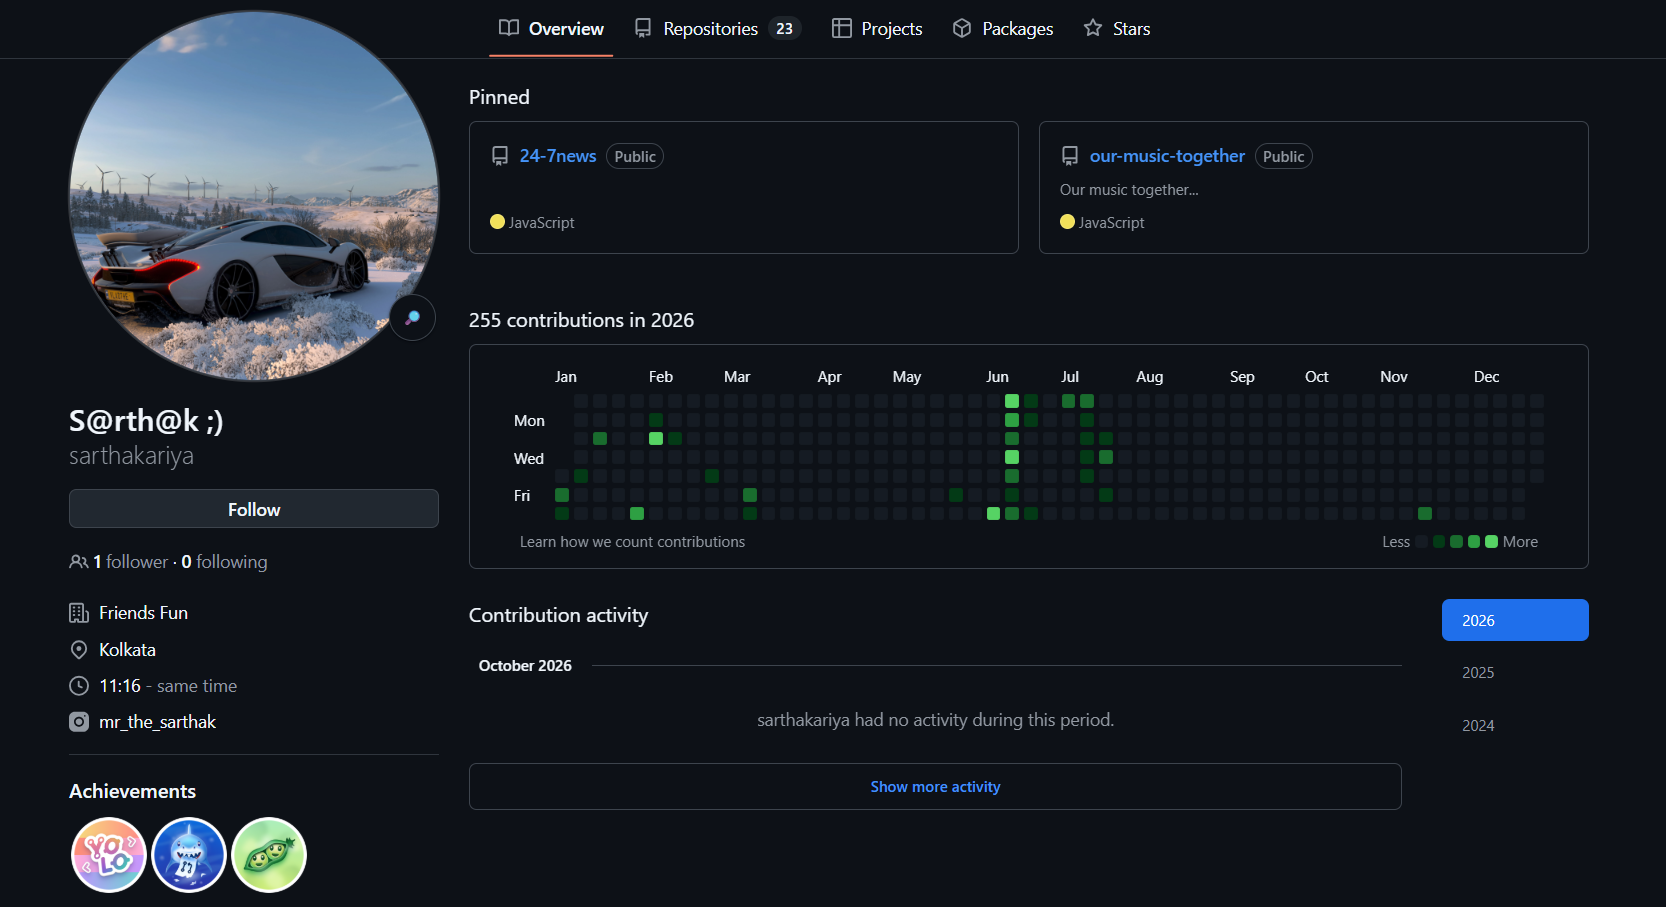 Overview
Repositories 23
Projects
Packages
Stars
Pinned
24-7news Public
JavaScript
our-music-together Public
Our music together...
JavaScript
255 contributions in 2026
Jan Feb Mar Apr May Jun Jul Aug Sep Oct Nov Dec
Mon
Wed
Fri
Learn how we count contributions
Less More
Contribution activity
2026
2025
2024
October 2026
sarthakariya had no activity during this period.
Show more activity
S@rth@k ;)
sarthakariya
Follow
1 follower · 0 following
Friends Fun
Kolkata
11:16 - same time
mr_the_sarthak
Achievements
YOLO